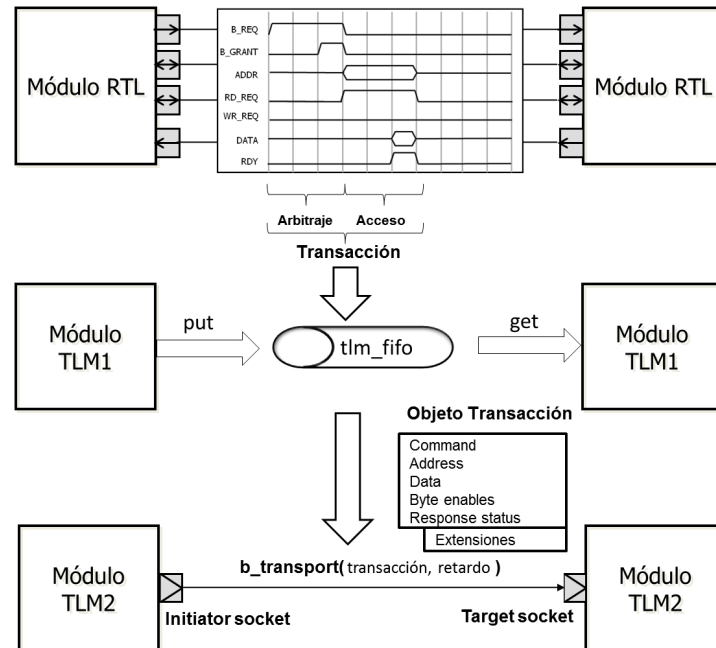 Módulo RTL
B_REQ
B_GRANT
ADDR
RD_REQ
WR_REQ
DATA
RDY
Módulo RTL
Arbitraje Acceso
Transacción
Módulo
TLM1
put
tlm_fifo
get
Módulo
TLM1
Objeto Transacción
Command
Address
Data
Byte enables
Response status
Extensiones
Módulo
TLM2
b_transport( transacción, retardo )
Initiator socket
Target socket
Módulo
TLM2